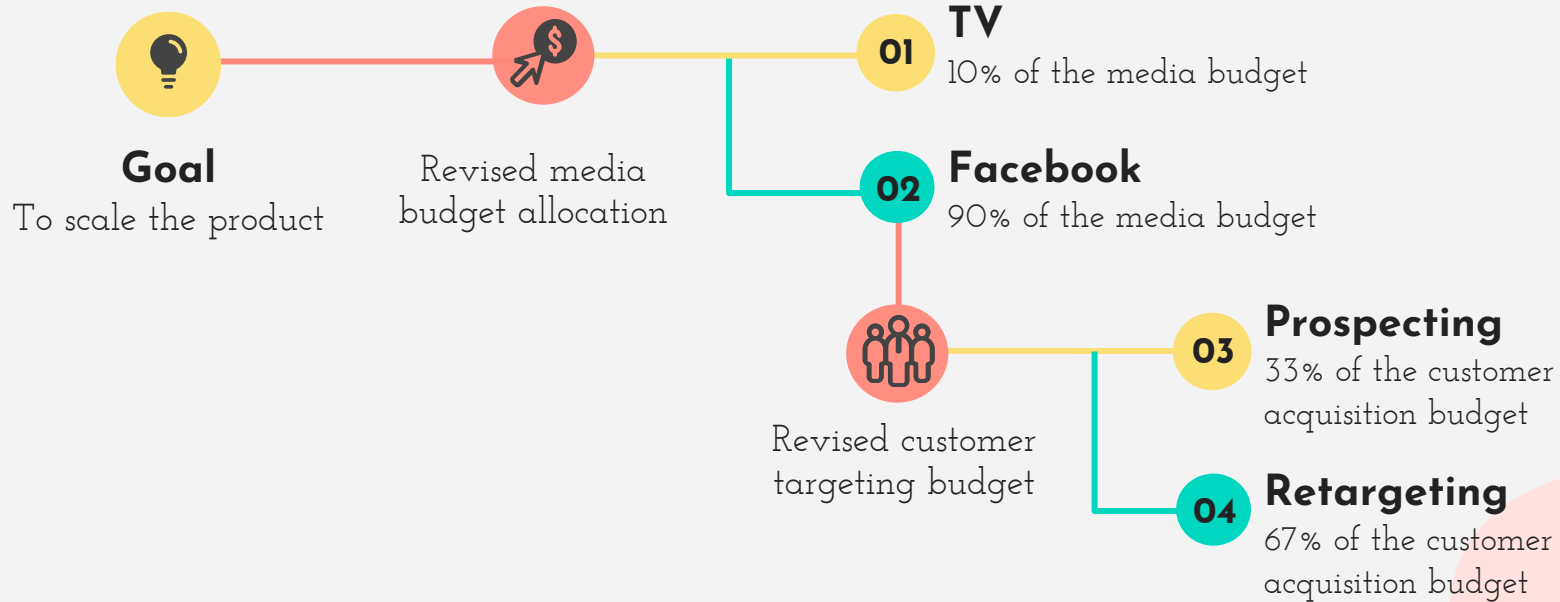 $
Goal
To scale the product
Revised media
budget allocation
01
TV
10% of the media budget
02
Facebook
90% of the media budget
Revised customer
targeting budget
03
Prospecting
33% of the customer
acquisition budget
04
Retargeting
67% of the customer
acquisition budget